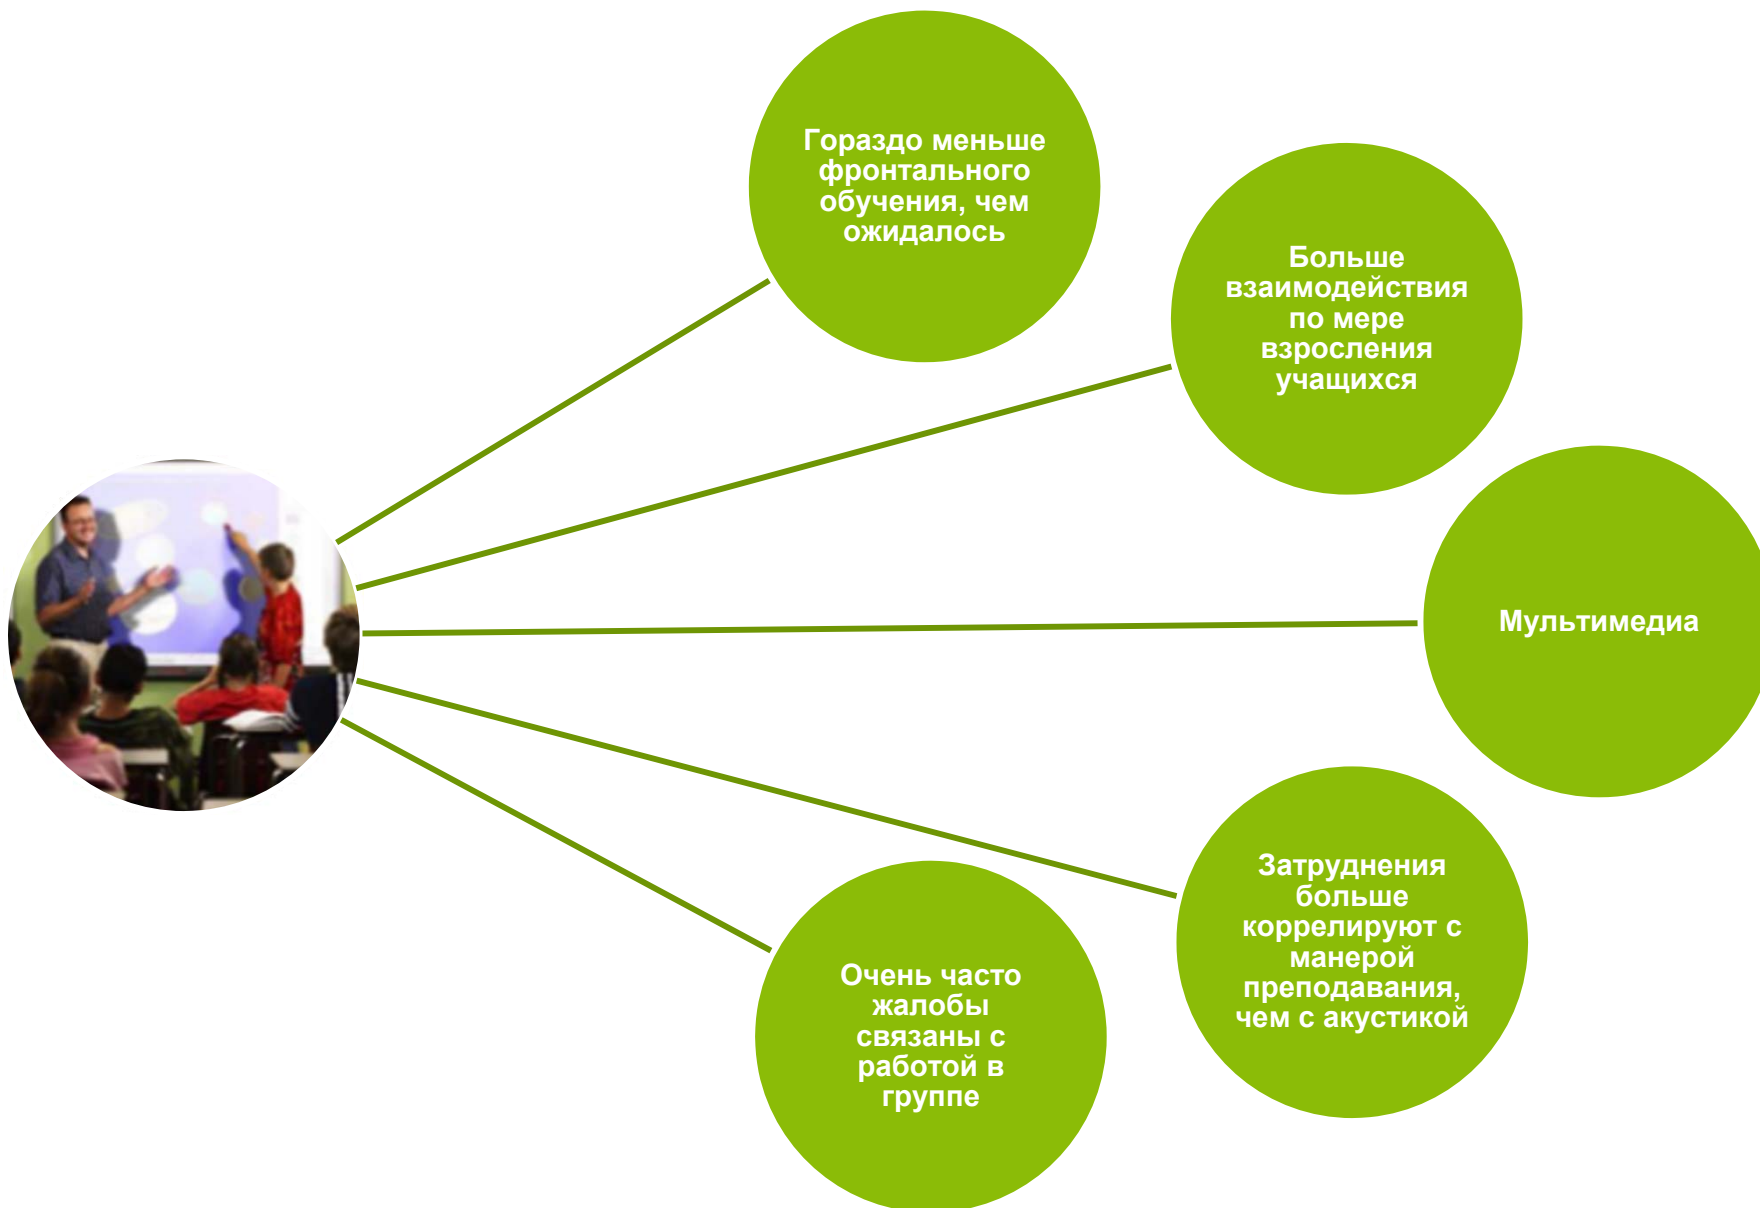 Гораздо меньше
фронтального
обучения, чем
ожидалось
Больше
взаимодействия
по мере
взросления
учащихся
Мультимедиа
Затруднения
больше
коррелируют с
манерой
преподавания,
чем с акустикой
Очень часто
жалобы
связаны с
работой в
группе